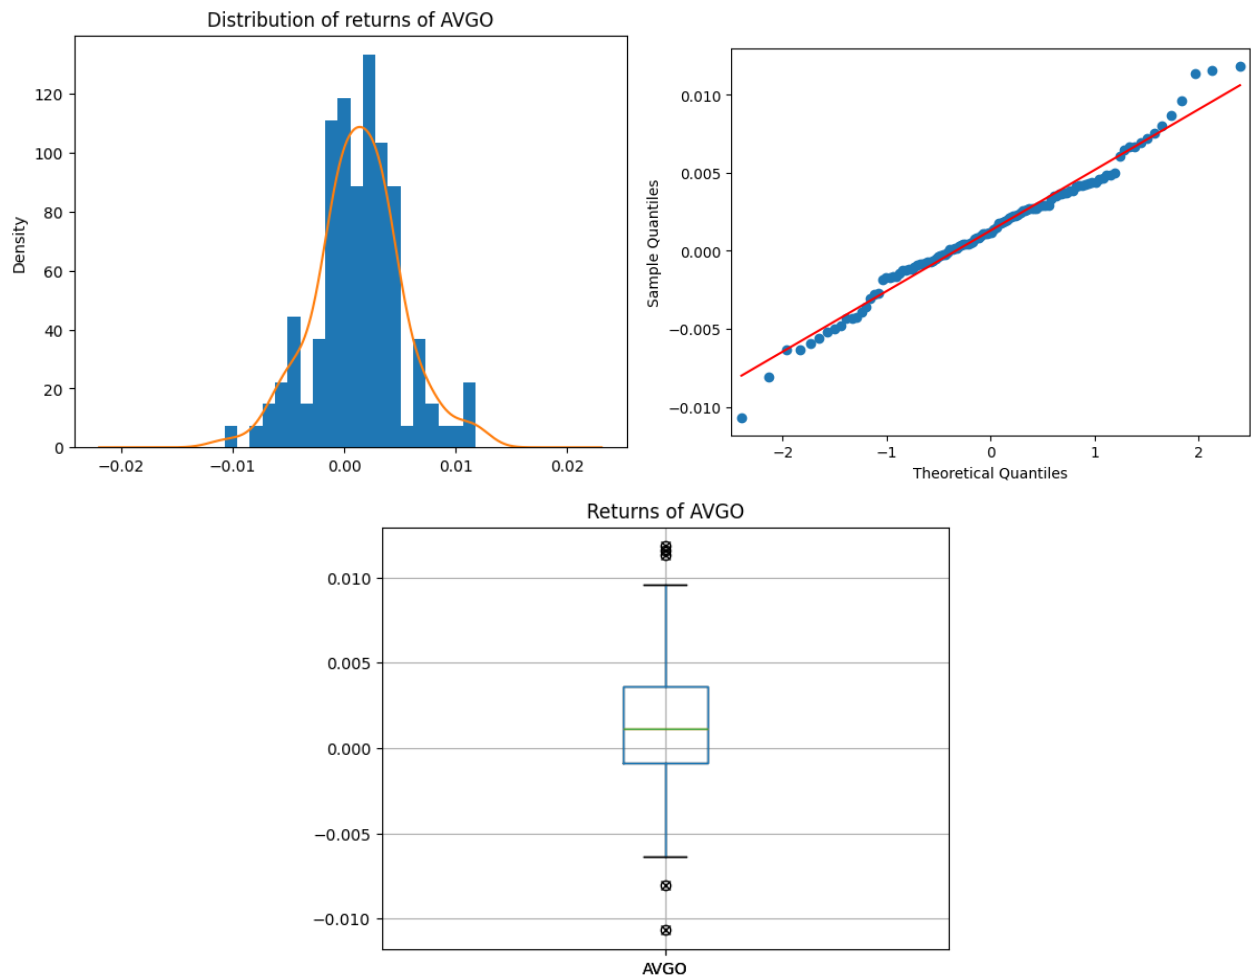 Distribution of returns of AVGO
Density
120
100
80
60
40
20
0
−0.02 −0.01 0.00 0.01 0.02
Sample Quantiles
0.010
0.005
0.000
−0.005
−0.010
−2 −1 0 1 2
Theoretical Quantiles
Returns of AVGO
0.010
0.005
0.000
−0.005
−0.010
AVGO